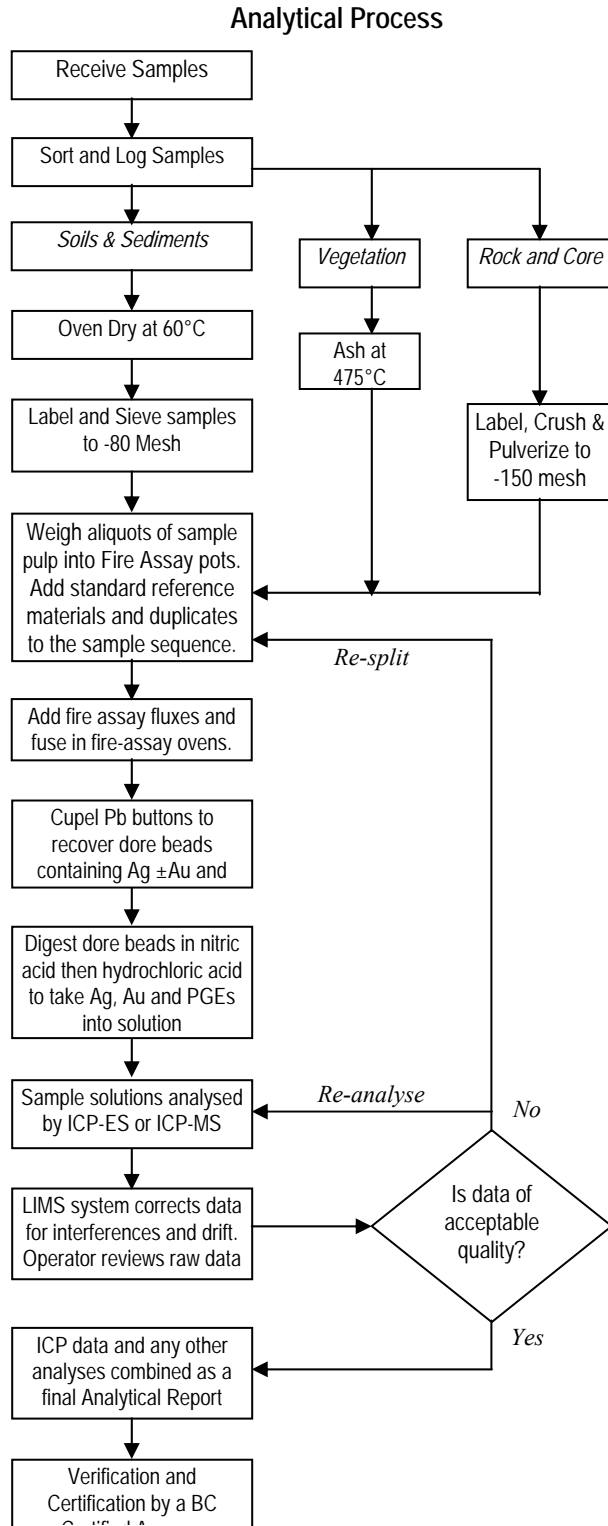 Analytical Process
Receive Samples
Sort and Log Samples
Soils & Sediments
Oven Dry at 60°C
Label and Sieve samples
to -80 Mesh
Vegetation
Ash at
475°C
Rock and Core
Label, Crush &
Pulverize to
-150 mesh
Weigh aliquots of sample
pulp into Fire Assay pots.
Add standard reference
materials and duplicates
to the sample sequence.
Re-split
Add fire assay fluxes and
fuse in fire-assay ovens.
Cupel Pb buttons to
recover dore beads
containing Ag ±Au and
Digest dore beads in nitric
acid then hydrochloric acid
to take Ag, Au and PGEs
into solution
Sample solutions analysed
by ICP-ES or ICP-MS
Re-analyse
No
LIMS system corrects data
for interferences and drift.
Operator reviews raw data
Is data of
acceptable
quality?
Yes
ICP data and any other
analyses combined as a
final Analytical Report
Verification and
Certification by a BC